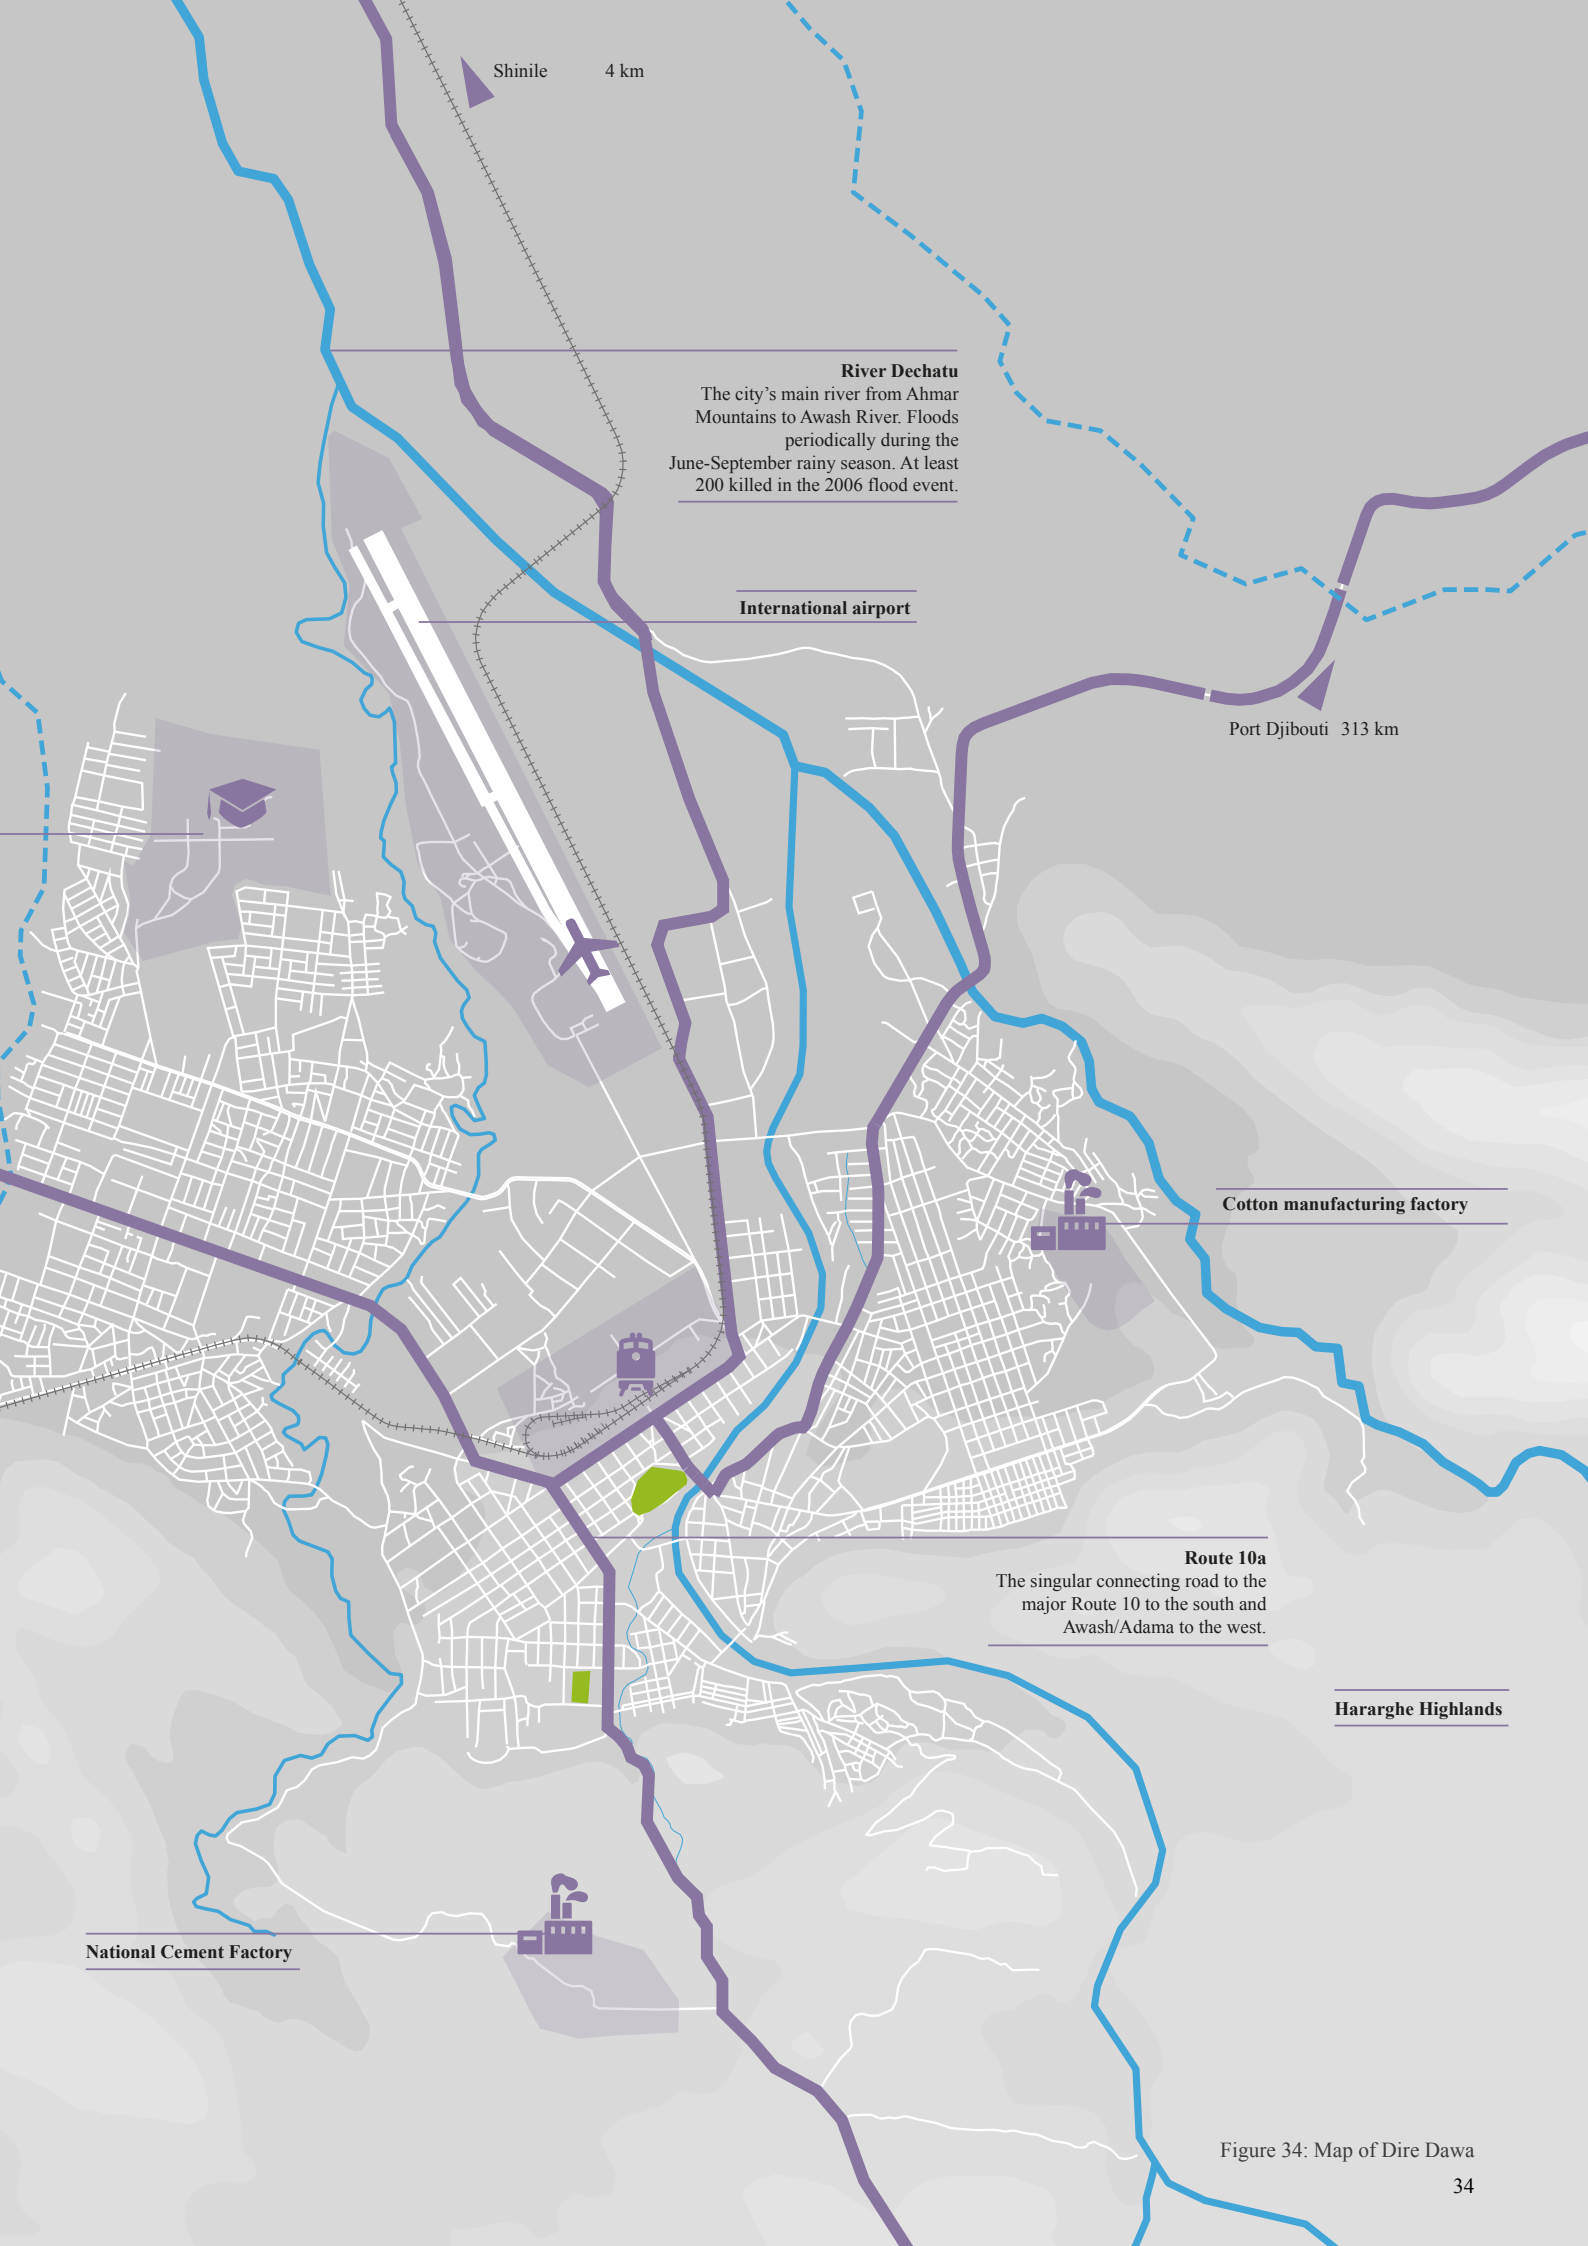 Shinile 4 km
River Dechatu
The city’s main river from Ahmar
Mountains to Awash River. Floods
periodically during the
June-September rainy season. At least
200 killed in the 2006 flood event.
International airport
Port Djibouti 313 km
Cotton manufacturing factory
Route 10a
The singular connecting road to the
major Route 10 to the south and
Awash/Adama to the west.
Hararghe Highlands
National Cement Factory
Figure 34: Map of Dire Dawa
34